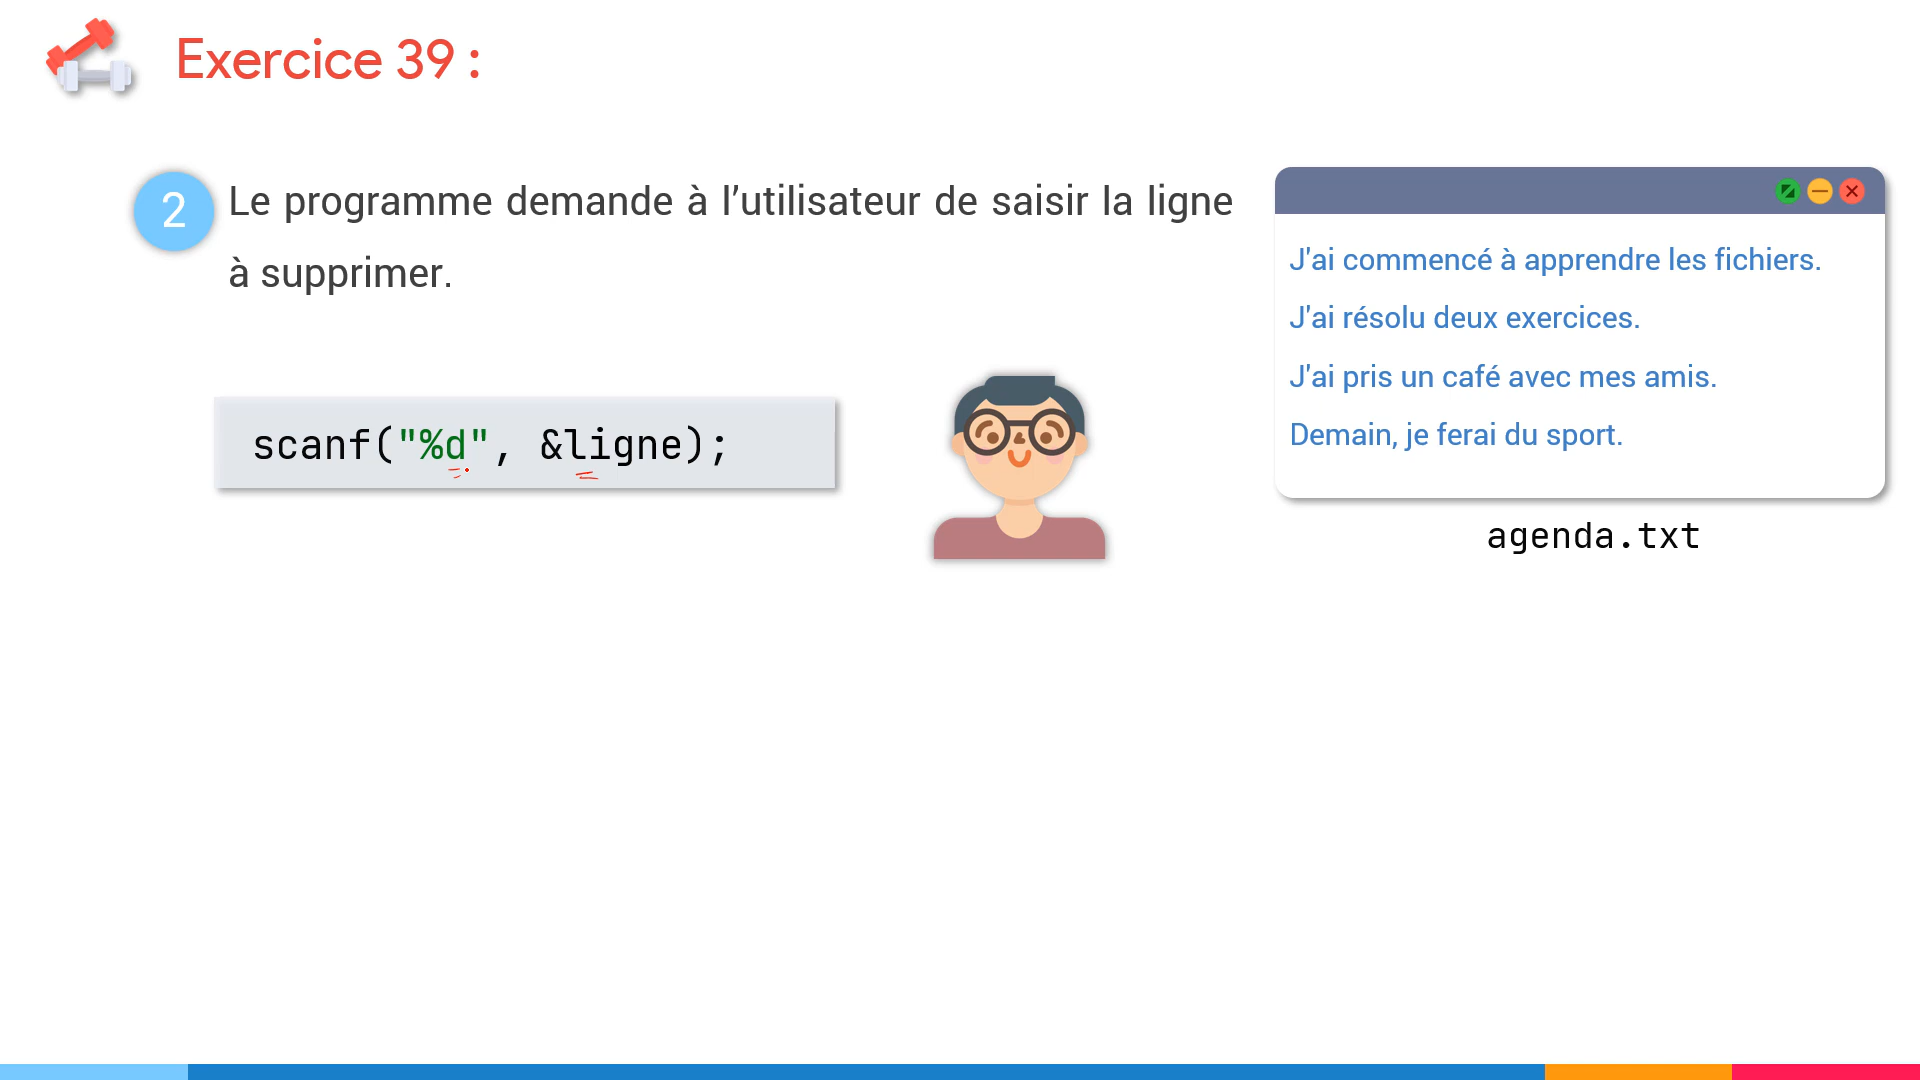 Exercice 39 :
2
Le programme demande à l’utilisateur de saisir la ligne
à supprimer.
scanf("%d", &ligne);
J'ai commencé à apprendre les fichiers.
J'ai résolu deux exercices.
J'ai pris un café avec mes amis.
Demain, je ferai du sport.
agenda.txt